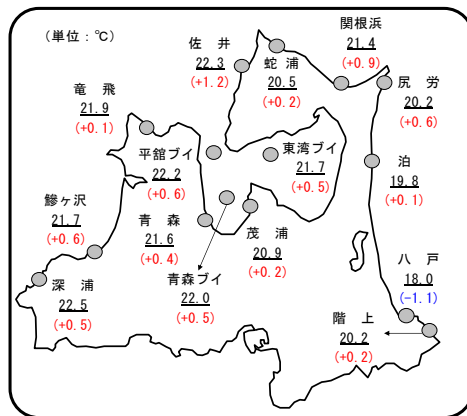 (単位：℃)
関根浜
21.4
(+0.9)
佐 井
22.3
(+1.2)
蛇 浦
20.5
(+0.2)
尻 労
20.2
(+0.6)
竜 飛
21.9
(+0.1)
平舘ブイ
22.2
(+0.6)
東湾ブイ
21.7
(+0.5)
泊
19.8
(+0.1)
鰺ヶ沢
21.7
(+0.6)
青 森
21.6
(+0.4)
茂 浦
20.9
(+0.2)
八 戸
18.0
(-1.1)
深 浦
22.5
(+0.5)
青森ブイ
22.0
(+0.5)
階 上
20.2
(+0.2)